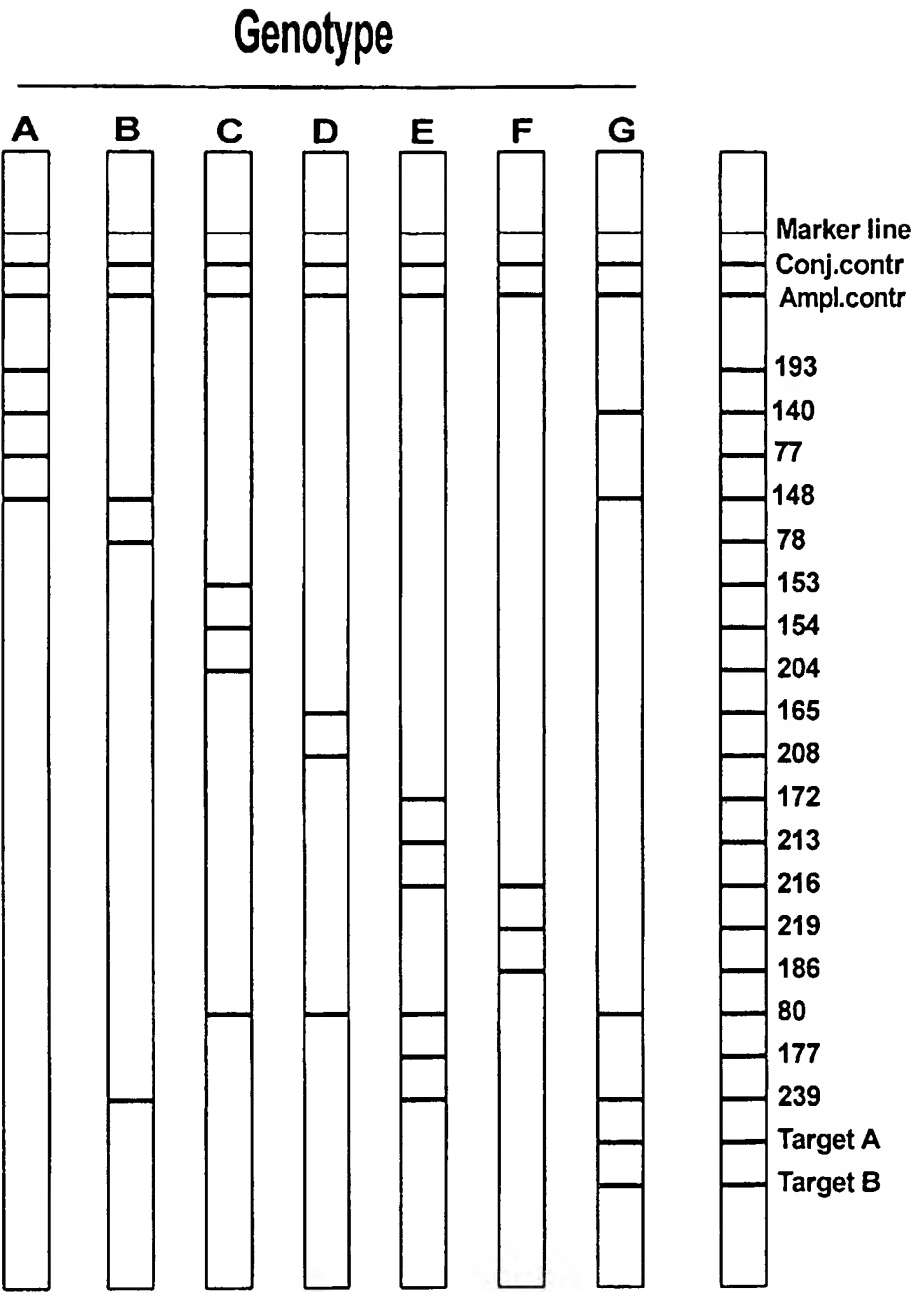 Genotype
A B C D E F G
Marker line
Conj.contr
Ampl.contr
193
140
77
148
78
153
154
204
165
208
172
213
216
219
186
80
177
239
Target A
Target B